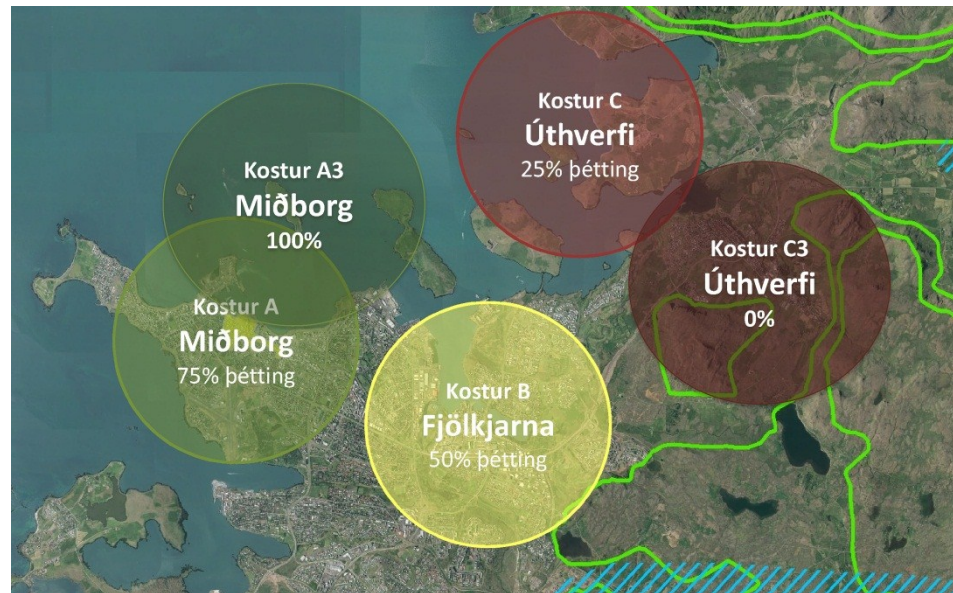 Kostur C
Úthverfi
25% þétting
Kostur A3
Miðborg
100%
Kostur C3
Úthverfi
0%
Kostur A
Miðborg
75% þétting
Kostur B
Fjölkjarna
50% þétting